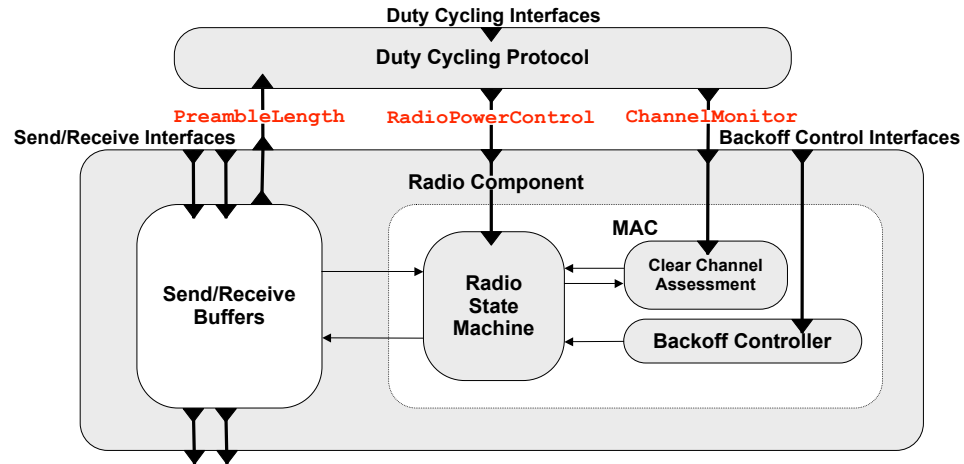 Duty Cycling Interfaces
Duty Cycling Protocol
PreambleLength
RadioPowerControl
ChannelMonitor
Send/Receive Interfaces
Backoff Control Interfaces
Radio Component
MAC
Send/Receive
Buffers
Radio
State
Machine
Clear Channel
Assessment
Backoff Controller